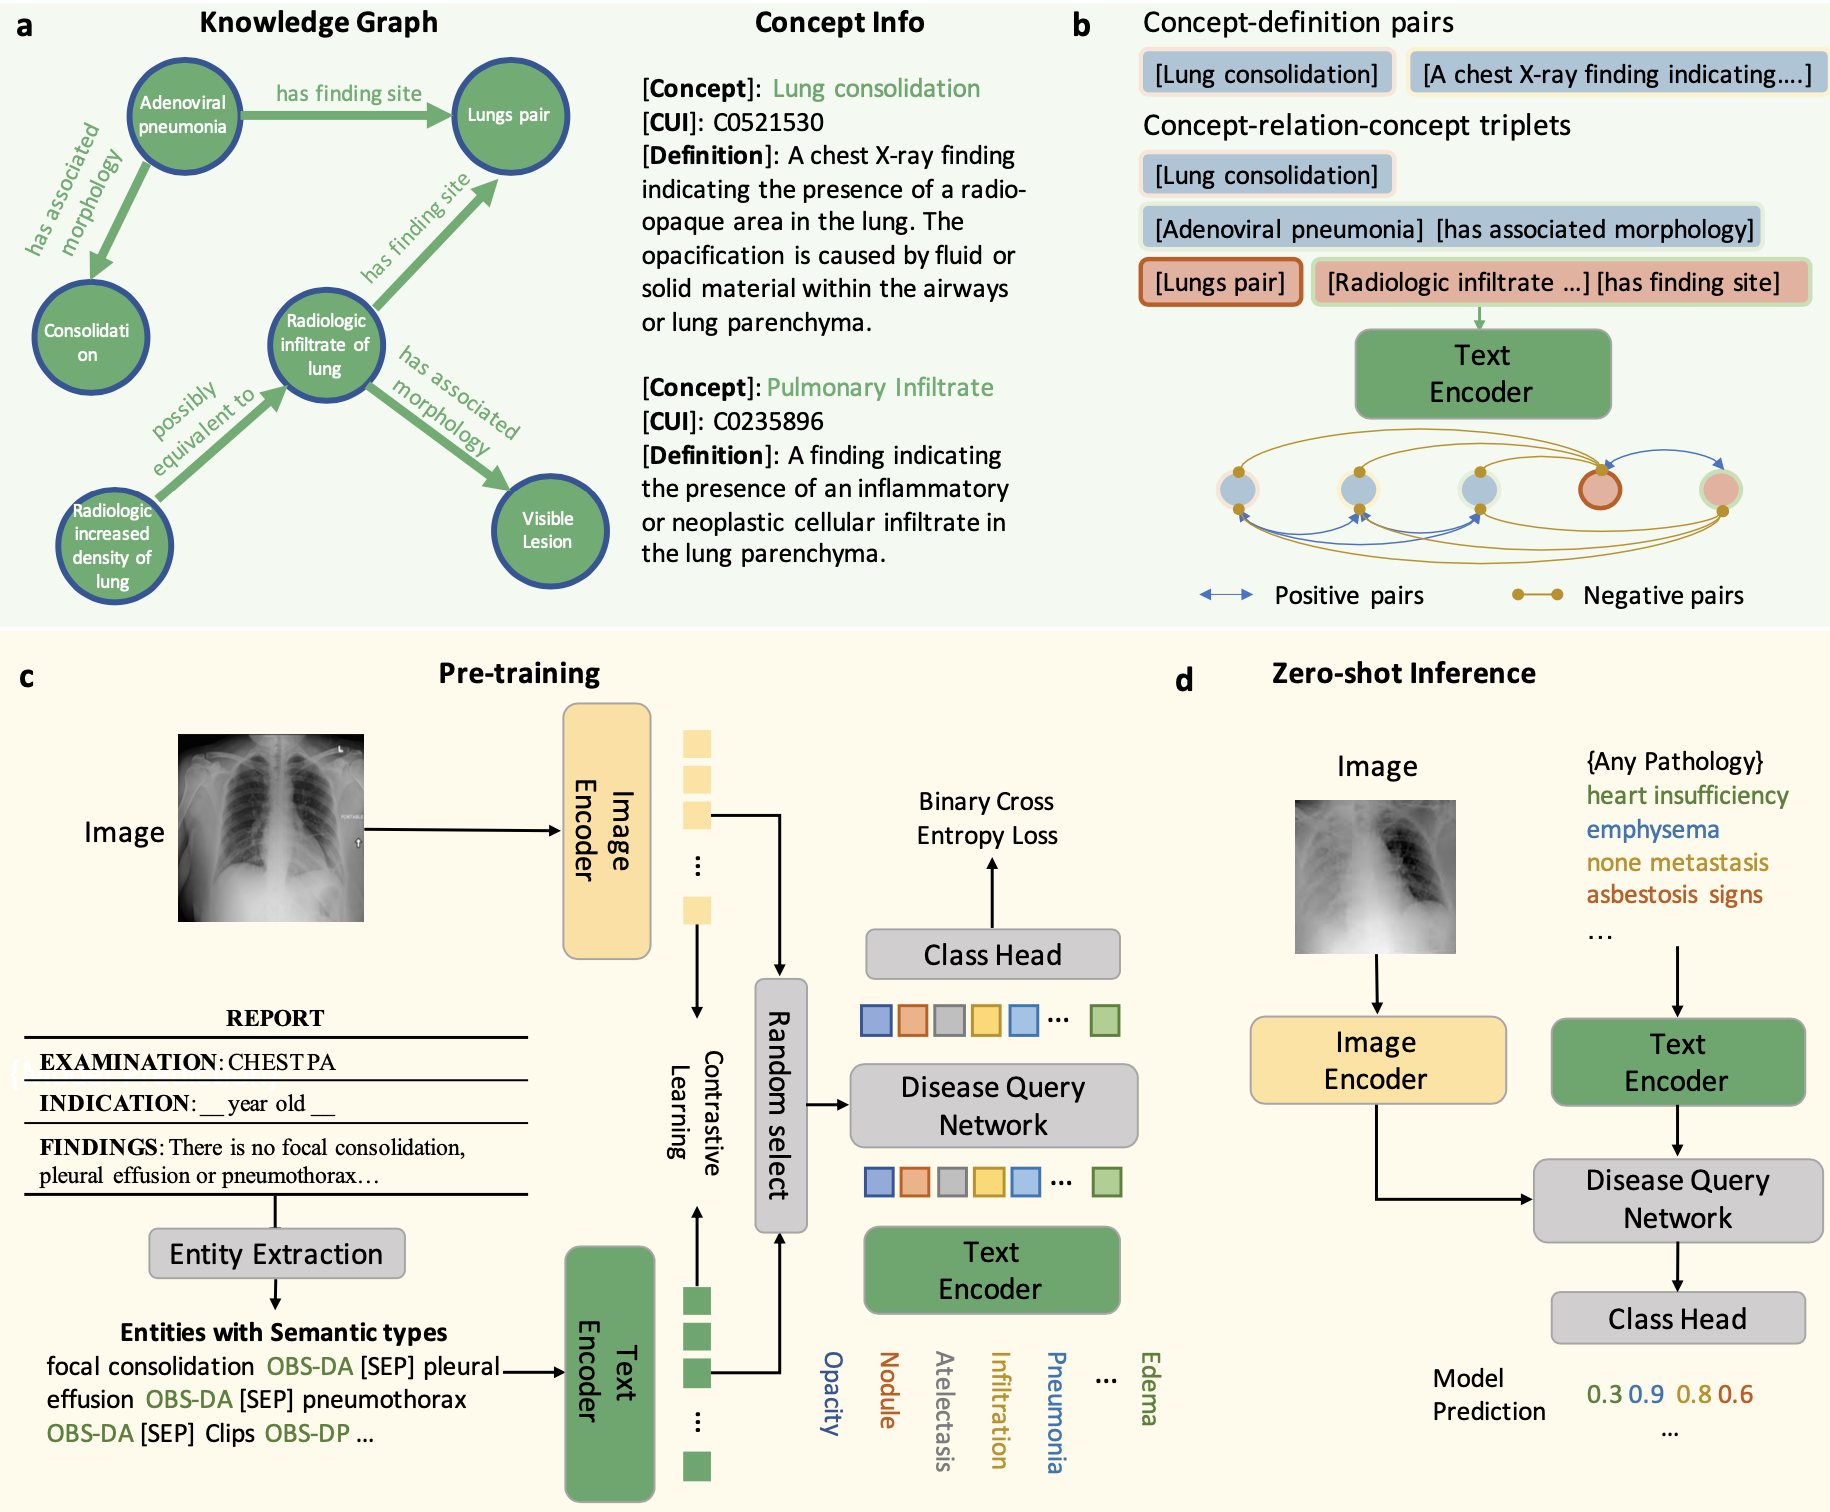 a
Knowledge Graph
Adenoviral
pneumonia
has finding site
Lungs pair
has associated
morphology
has finding site
Consolidati
on
Radiologic
infiltrate of
lung
possibly
equivalent to
has associated
morphology
Radiologic
increased
density of
lung
Visible
Lesion
Concept Info
[Concept]: Lung consolidation
[CUI]: C0521530
[Definition]: A chest X-ray finding
indicating the presence of a radio-
opaque area in the lung. The
opacification is caused by fluid or
solid material within the airways
or lung parenchyma.
[Concept]: Pulmonary Infiltrate
[CUI]: C0235896
[Definition]: A finding indicating
the presence of an inflammatory
or neoplastic cellular infiltrate in
the lung parenchyma.
b
Concept-definition pairs
[Lung consolidation]
[A chest X-ray finding indicating....]
Concept-relation-concept triplets
[Lung consolidation]
[Adenoviral pneumonia] [has associated morphology]
[Lungs pair]
[Radiologic infiltrate ...] [has finding site]
Text
Encoder
Positive pairs
Negative pairs
c
Pre-training
Image
L
PORTABLE
Image
Encoder
...
REPORT
EXAMINATION: CHEST PA
INDICATION: __ year old __
FINDINGS: There is no focal consolidation,
pleural effusion or pneumothorax…
Entity Extraction
Entities with Semantic types
focal consolidation OBS-DA [SEP] pleural
effusion OBS-DA [SEP] pneumothorax
OBS-DA [SEP] Clips OBS-DP ...
Text
Encoder
...
Contrastive
Learning
Random select
Binary Cross
Entropy Loss
Class Head
...
Disease Query
Network
...
Text
Encoder
Opacity
Nodule
Atelectasis
Infiltration
Pneumonia
...
Edema
d
Zero-shot Inference
Image
{Any Pathology}
heart insufficiency
emphysema
none metastasis
asbestosis signs
...
Image
Encoder
Text
Encoder
Disease Query
Network
Class Head
Model
Prediction
0.3 0.9 0.8 0.6
...